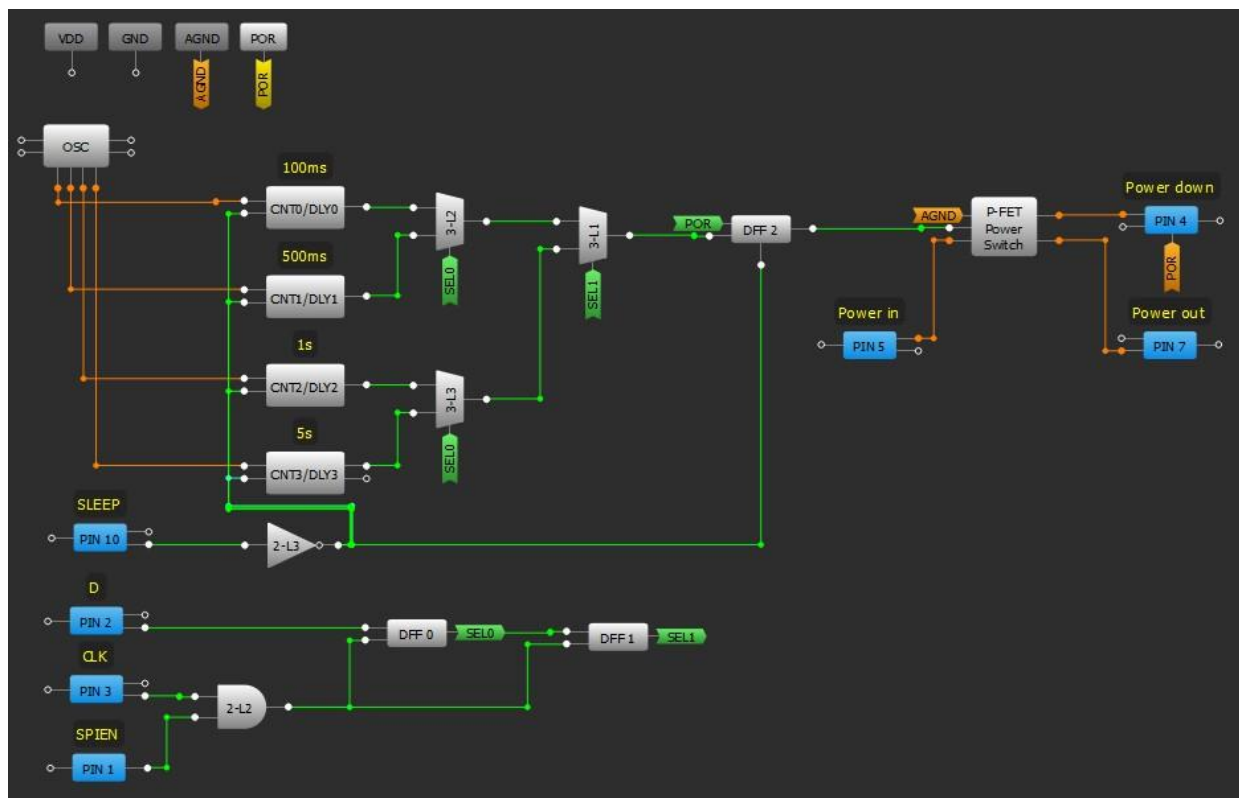 VDD
GND
AGND
POR
AGND
POR
OSC
100ms
CNT0/DLY0
500ms
CNT1/DLY1
1s
CNT2/DLY2
5s
CNT3/DLY3
3-L2
SEL0
3-L3
SEL0
3-L1
SEL1
POR
DFF 2
AGND
P-FET
Power
Switch
Power down
PIN 4
POR
Power in
PIN 5
Power out
PIN 7
SLEEP
PIN 10
2-L3
D
PIN 2
DFF 0
SEL0
DFF 1
SEL1
CLK
PIN 3
2-L2
SPIEN
PIN 1